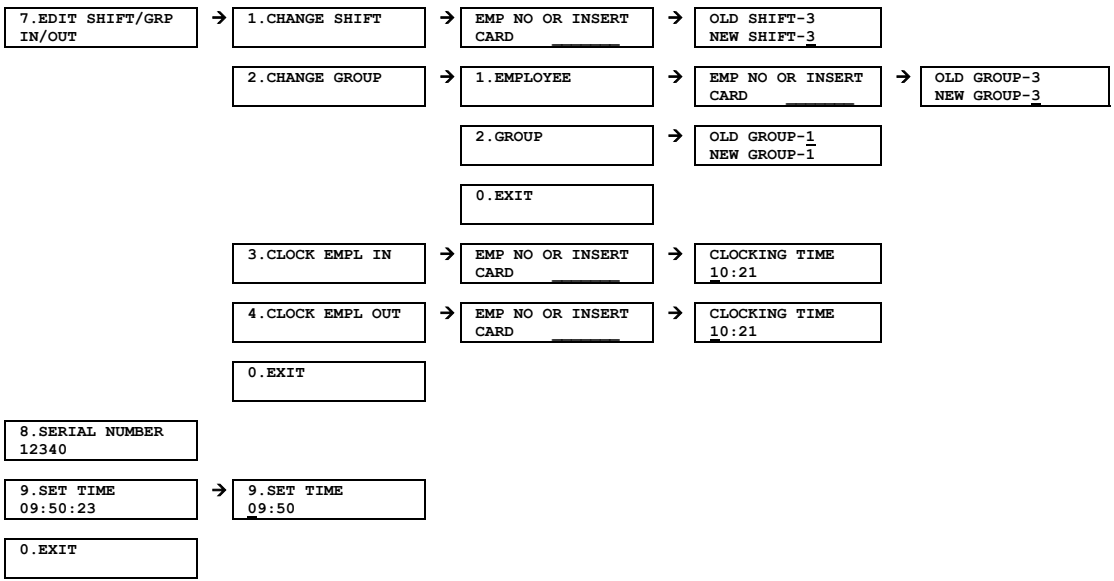 7.EDIT SHIFT/GRP
IN/OUT
→
1.CHANGE SHIFT
→
EMP NO OR INSERT
CARD _______
→
OLD SHIFT-3
NEW SHIFT-3
2.CHANGE GROUP
→
1.EMPLOYEE
→
EMP NO OR INSERT
CARD _______
→
OLD GROUP-3
NEW GROUP-3
2.GROUP
→
OLD GROUP-1
NEW GROUP-1
0.EXIT
3.CLOCK EMPL IN
→
EMP NO OR INSERT
CARD _______
→
CLOCKING TIME
10:21
4.CLOCK EMPL OUT
→
EMP NO OR INSERT
CARD _______
→
CLOCKING TIME
10:21
0.EXIT
8.SERIAL NUMBER
12340
9.SET TIME
09:50:23
→
9.SET TIME
09:50
0.EXIT